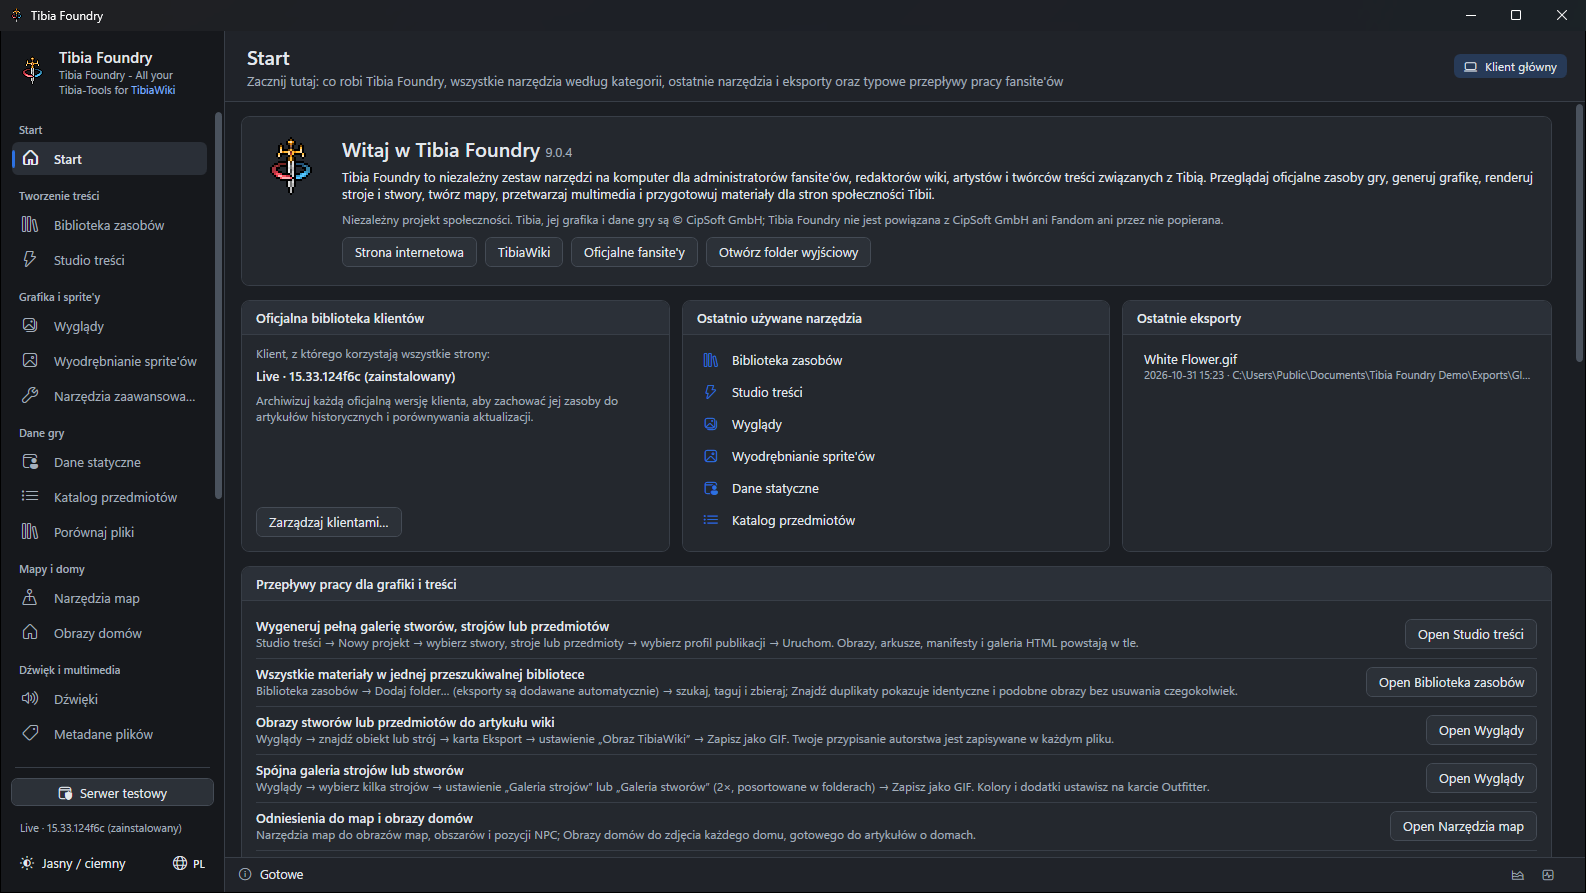 Tibia Foundry
Tibia Foundry
Tibia Foundry - All your
Tibia-Tools for TibiaWiki
Start
Start
Tworzenie treści
Biblioteka zasobów
Studio treści
Grafika i sprite'y
Wyglądy
Wyodrębnianie sprite'ów
Narzędzia zaawansowa...
Dane gry
Dane statyczne
Katalog przedmiotów
Porównaj pliki
Mapy i domy
Narzędzia map
Obrazy domów
Dźwięk i multimedia
Dźwięki
Metadane plików
Serwer testowy
Live · 15.33.124f6c (zainstalowany)
Jasny / ciemny
PL
Start
Zacznij tutaj: co robi Tibia Foundry, wszystkie narzędzia według kategorii, ostatnie narzędzia i eksporty oraz typowe przepływy pracy fansite'ów
Klient główny
Witaj w Tibia Foundry 9.0.4
Tibia Foundry to niezależny zestaw narzędzi na komputer dla administratorów fansite'ów, redaktorów wiki, artystów i twórców treści związanych z Tibią. Przeglądaj oficjalne zasoby gry, generuj grafikę, renderuj
stroje i stwory, twórz mapy, przetwarzaj multimedia i przygotowuj materiały dla stron społeczności Tibii.
Niezależny projekt społeczności. Tibia, jej grafika i dane gry są © CipSoft GmbH; Tibia Foundry nie jest powiązana z CipSoft GmbH ani Fandom ani przez nie popierana.
Strona internetowa
TibiaWiki
Oficjalne fansite'y
Otwórz folder wyjściowy
Oficjalna biblioteka klientów
Klient, z którego korzystają wszystkie strony:
Live · 15.33.124f6c (zainstalowany)
Archiwizuj każdą oficjalną wersję klienta, aby zachować jej zasoby do
artykułów historycznych i porównywania aktualizacji.
Zarządzaj klientami...
Ostatnio używane narzędzia
Biblioteka zasobów
Studio treści
Wyglądy
Wyodrębnianie sprite'ów
Dane statyczne
Katalog przedmiotów
Ostatnie eksporty
White Flower.gif
2026-10-31 15:23 · C:\Users\Public\Documents\Tibia Foundry Demo\Exports\GI...
Przepływy pracy dla grafiki i treści
Wygeneruj pełną galerię stworów, strojów lub przedmiotów
Studio treści → Nowy projekt → wybierz stwory, stroje lub przedmioty → wybierz profil publikacji → Uruchom. Obrazy, arkusze, manifesty i galeria HTML powstają w tle.
Open Studio treści
Wszystkie materiały w jednej przeszukiwalnej bibliotece
Biblioteka zasobów → Dodaj folder... (eksporty są dodawane automatycznie) → szukaj, taguj i zbieraj; Znajdź duplikaty pokazuje identyczne i podobne obrazy bez usuwania czegokolwiek.
Open Biblioteka zasobów
Obrazy stworów lub przedmiotów do artykułu wiki
Wyglądy → znajdź obiekt lub strój → karta Eksport → ustawienie „Obraz TibiaWiki” → Zapisz jako GIF. Twoje przypisanie autorstwa jest zapisywane w każdym pliku.
Open Wyglądy
Spójna galeria strojów lub stworów
Wyglądy → wybierz kilka strojów → ustawienie „Galeria strojów” lub „Galeria stworów” (2×, posortowane w folderach) → Zapisz jako GIF. Kolory i dodatki ustawisz na karcie Outfitter.
Open Wyglądy
Odniesienia do map i obrazy domów
Narzędzia map do obrazów map, obszarów i pozycji NPC; Obrazy domów do zdjęcia każdego domu, gotowego do artykułów o domach.
Open Narzędzia map
Gotowe